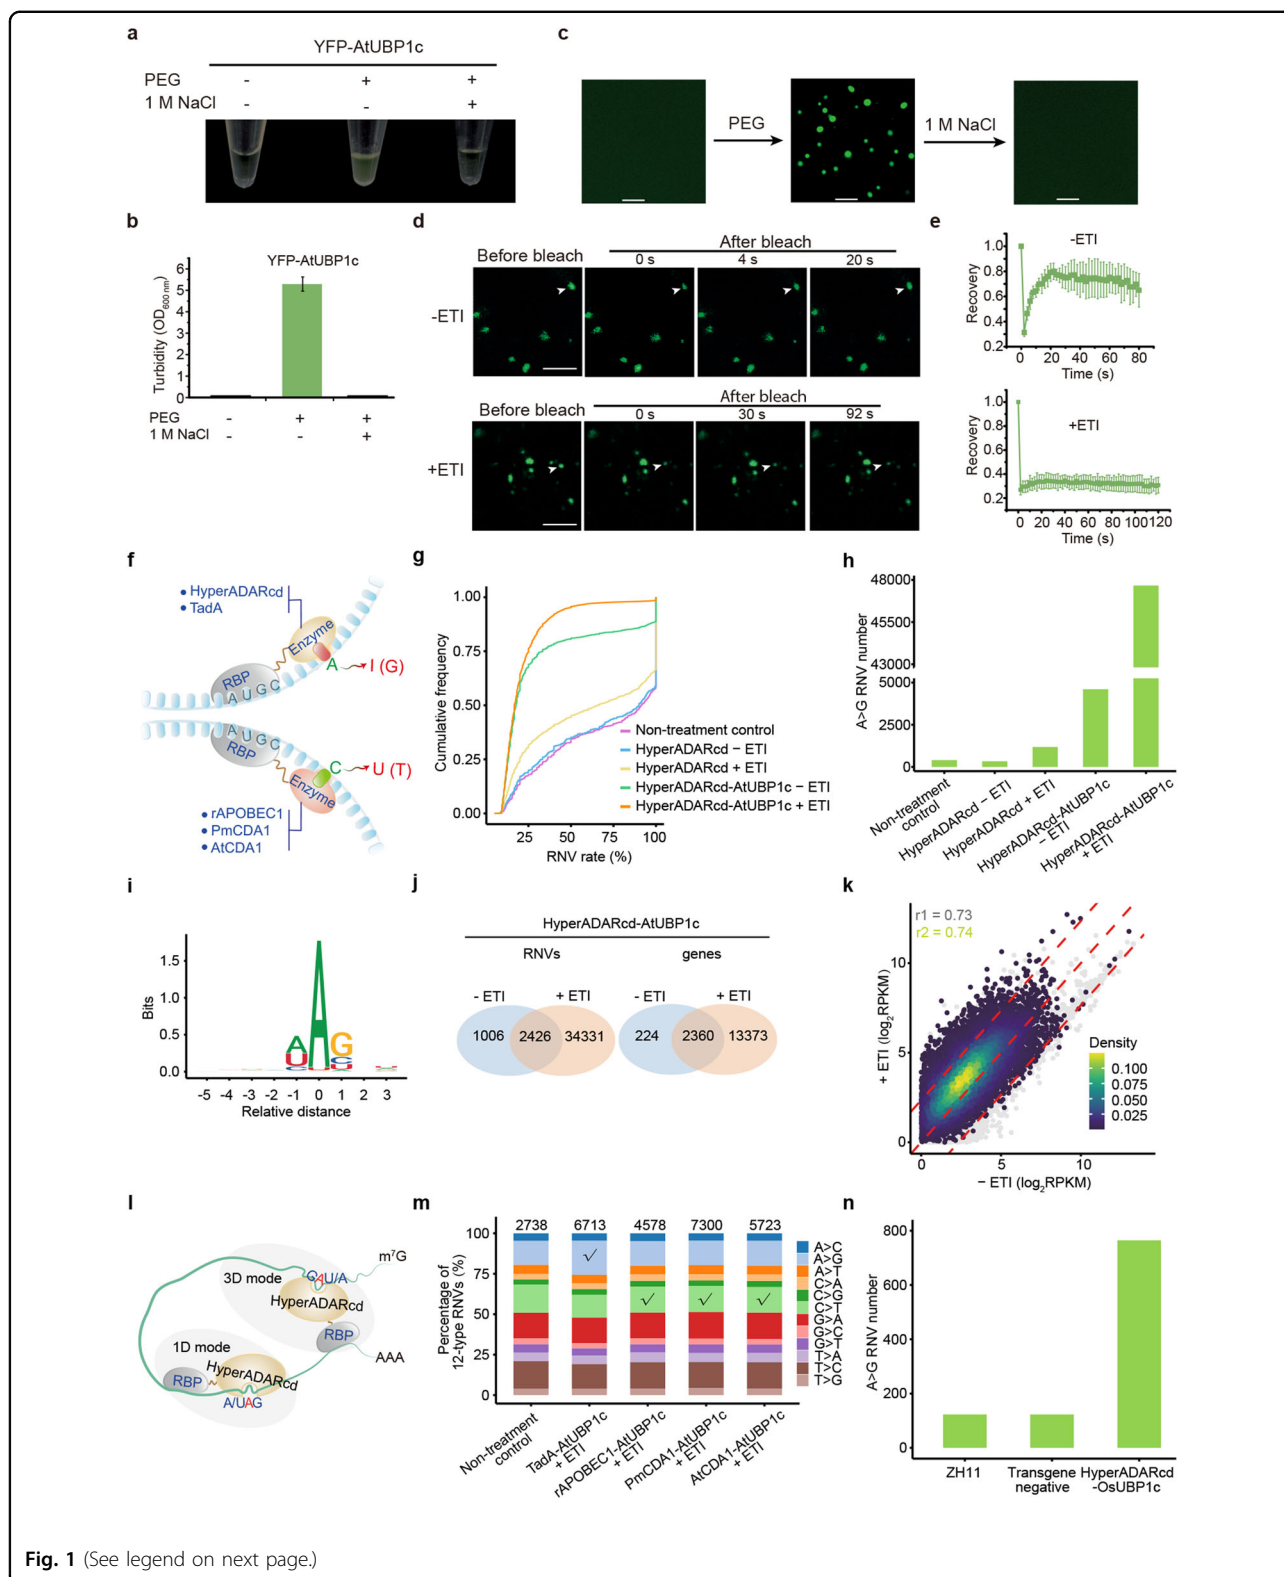 a
YFP-AtUBP1c
PEG - + +
1 M NaCl - - +
b
YFP-AtUBP1c
Turbidity (OD600 nm)
6
5
4
3
2
1
0
PEG - + +
1 M NaCl - - +
c
PEG
1 M NaCl
d
After bleach
Before bleach 0 s 4 s 20 s
-ETI
After bleach
Before bleach 0 s 30 s 92 s
+ETI
e
-ETI
Recovery
1.0
0.8
0.6
0.4
0.2
0 20 40 60 80
Time (s)
+ETI
Recovery
1.0
0.8
0.6
0.4
0.2
0 20 40 60 80 100 120
Time (s)
f
• HyperADARcd
• TadA
Enzyme
A I (G)
RBP
A U G C
A U G C
RBP
C U (T)
Enzyme
• rAPOBEC1
• PmCDA1
• AtCDA1
g
Cumulative frequency
1.00
0.75
0.50
0.25
0.00
Non-treatment control
HyperADARcd − ETI
HyperADARcd + ETI
HyperADARcd-AtUBP1c − ETI
HyperADARcd-AtUBP1c + ETI
25 50 75 100
RNV rate (%)
h
A>G RNV number
48000
45500
43000
5000
2500
0
Non-treatment
control
HyperADARcd − ETI
HyperADARcd + ETI
HyperADARcd-AtUBP1c
− ETI
HyperADARcd-AtUBP1c
+ ETI
i
Bits
1.5
1.0
0.5
0.0
A
U
C
A
U
G
C
U
-5 -4 -3 -2 -1 0 1 2 3
Relative distance
j
HyperADARcd-AtUBP1c
RNVs genes
- ETI + ETI - ETI + ETI
1006 2426 34331 224 2360 13373
k
r1 = 0.73
r2 = 0.74
+ ETI (log2RPKM)
10
5
0
Density
0.100
0.075
0.050
0.025
0 5 10
− ETI (log2RPKM)
l
m7G
3D mode
GAU/A
HyperADARcd
RBP
AAA
1D mode
HyperADARcd
RBP
A/UAG
m
2738 6713 4578 7300 5723
Percentage of
12-type RNVs (%)
100
75
50
25
0
√
√ √ √
A>C
A>G
A>T
C>A
C>G
C>T
G>A
G>C
G>T
T>A
T>C
T>G
Non-treatment
control
TadA-AtUBP1c
+ ETI
rAPOBEC1-AtUBP1c
+ ETI
PmCDA1-AtUBP1c
+ ETI
AtCDA1-AtUBP1c
+ ETI
n
A>G RNV number
800
600
400
200
0
ZH11
Transgene
negative
HyperADARcd
-OsUBP1c
Fig. 1 (See legend on next page.)